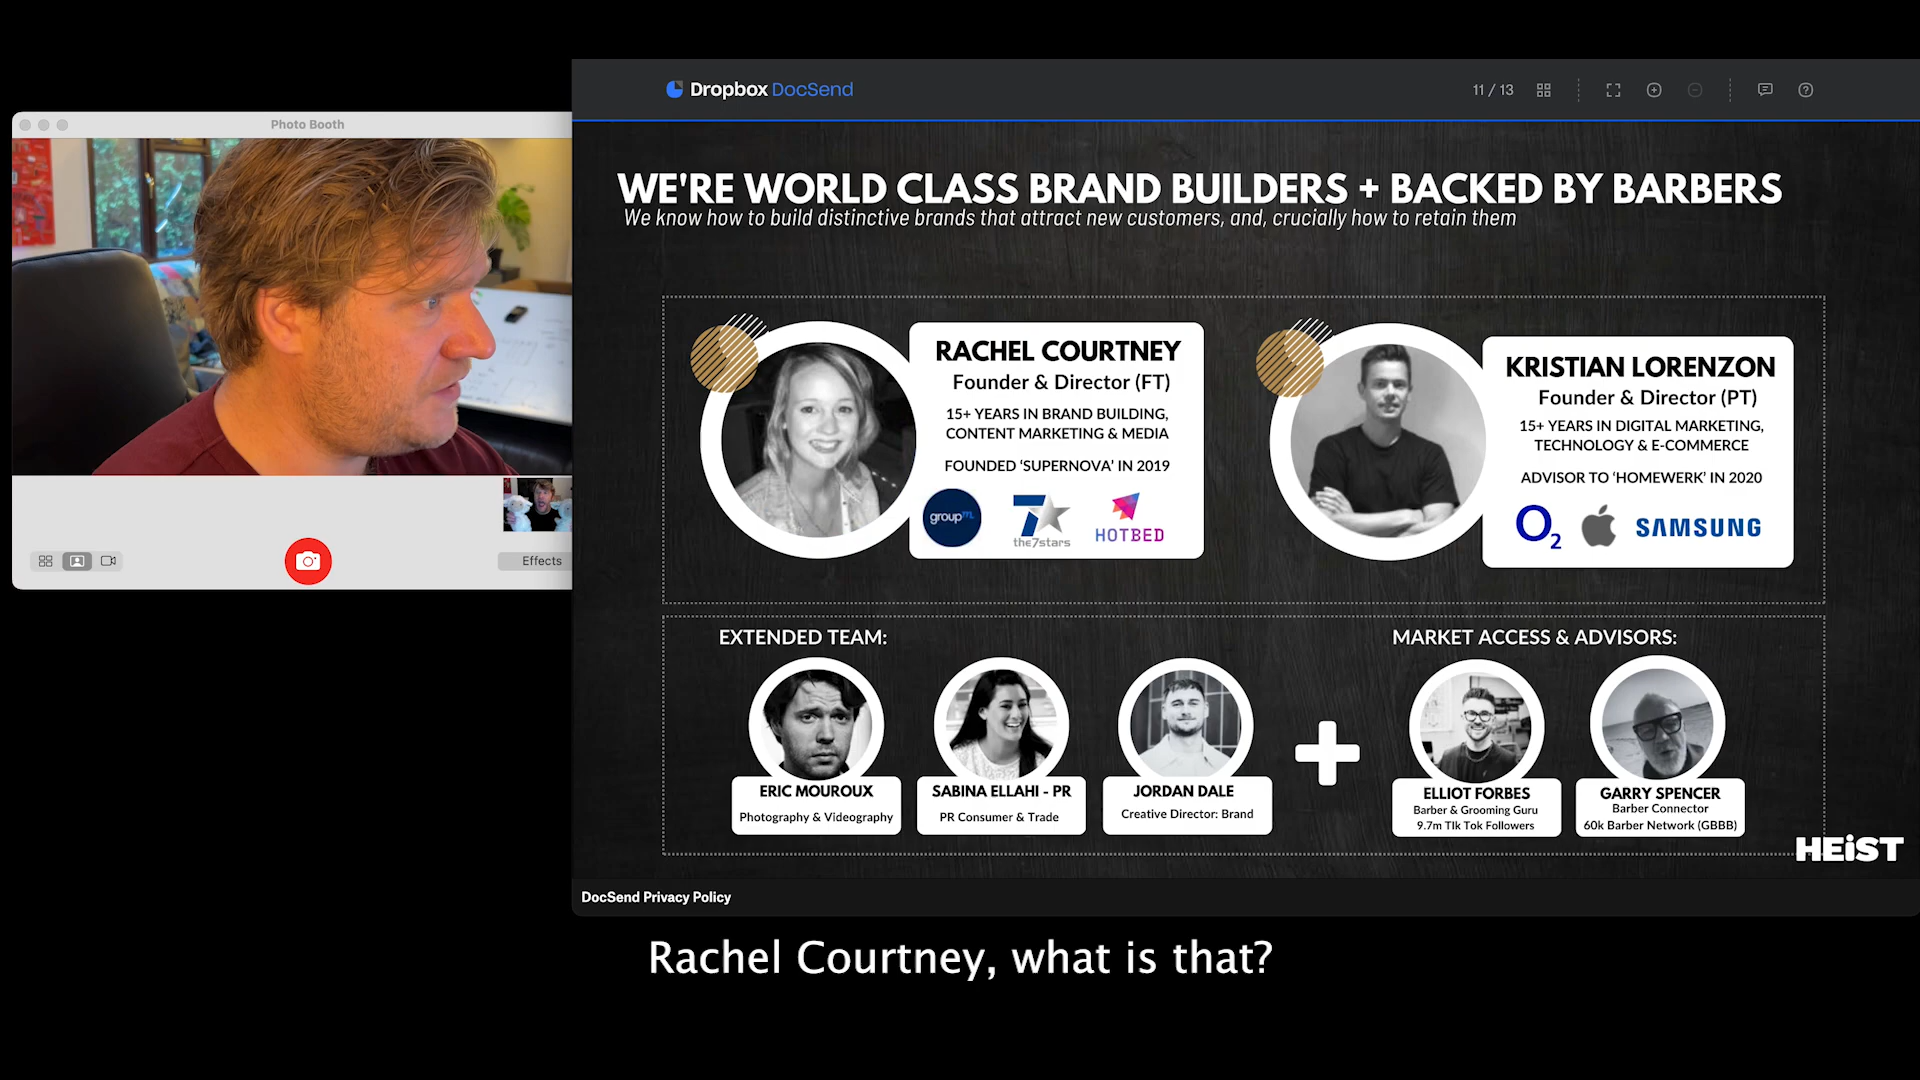 Photo Booth
Effects
Dropbox DocSend
11 / 13
WE'RE WORLD CLASS BRAND BUILDERS + BACKED BY BARBERS
We know how to build distinctive brands that attract new customers, and, crucially how to retain them
RACHEL COURTNEY
Founder & Director (FT)
15+ YEARS IN BRAND BUILDING,
CONTENT MARKETING & MEDIA
FOUNDED ‘SUPERNOVA’ IN 2019
groupm
7
the7stars
HOTBED
KRISTIAN LORENZON
Founder & Director (PT)
15+ YEARS IN DIGITAL MARKETING,
TECHNOLOGY & E-COMMERCE
ADVISOR TO ‘HOMEWERK’ IN 2020
O2
SAMSUNG
EXTENDED TEAM:
ERIC MOUROUX
Photography & Videography
SABINA ELLAHI - PR
PR Consumer & Trade
JORDAN DALE
Creative Director: Brand
MARKET ACCESS & ADVISORS:
ELLIOT FORBES
Barber & Grooming Guru
9.7m TIk Tok Followers
GARRY SPENCER
Barber Connector
60k Barber Network (GBBB)
HEiST
DocSend Privacy Policy
Rachel Courtney, what is that?